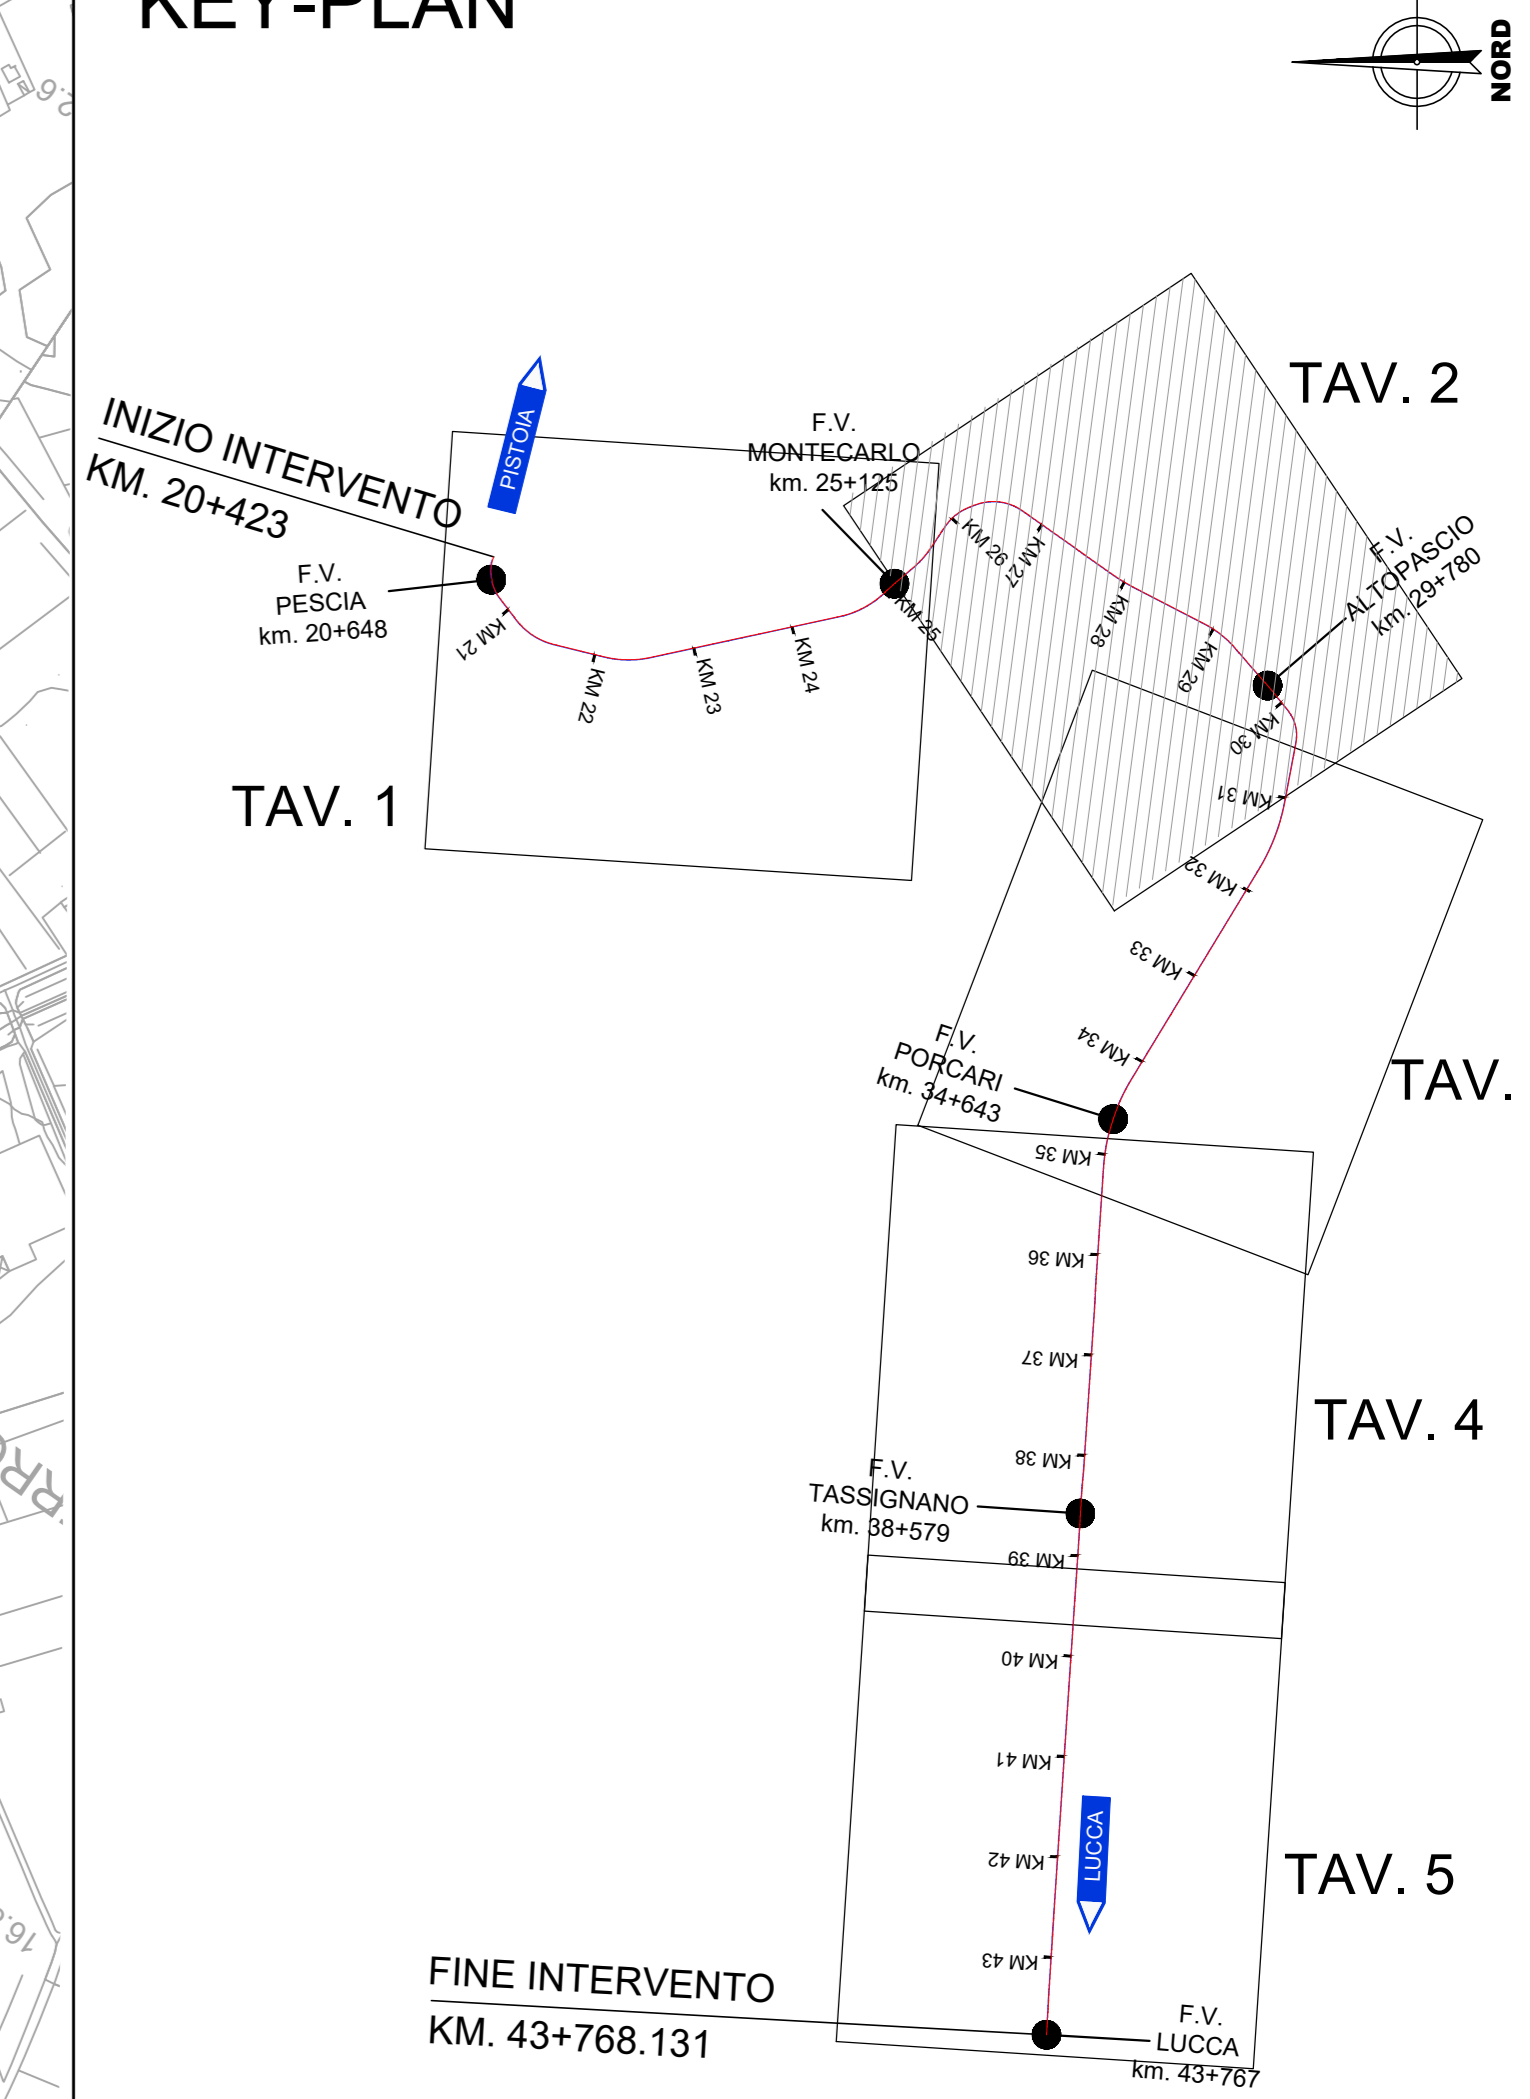 KEY-PLAN
NORD
TAV. 2
INIZIO INTERVENTO
KM. 20+423
PISTOIA
F.V.
MONTECARLO
km. 25+125
F.V.
PESCIA
km. 20+648
F.V.
ALTOPASCIO
km. 29+780
KM 21
KM 22
KM 23
KM 24
KM 25
KM 26
KM 27
KM 28
KM 29
KM 30
KM 31
TAV. 1
KM 32
KM 33
KM 34
F.V.
PORCARI
km. 34+643
TAV.
KM 35
KM 36
KM 37
TAV. 4
KM 38
F.V.
TASSIGNANO
km. 38+579
KM 39
KM 40
KM 41
LUCCA
KM 42
TAV. 5
KM 43
FINE INTERVENTO
KM. 43+768.131
F.V.
LUCCA
km. 43+767